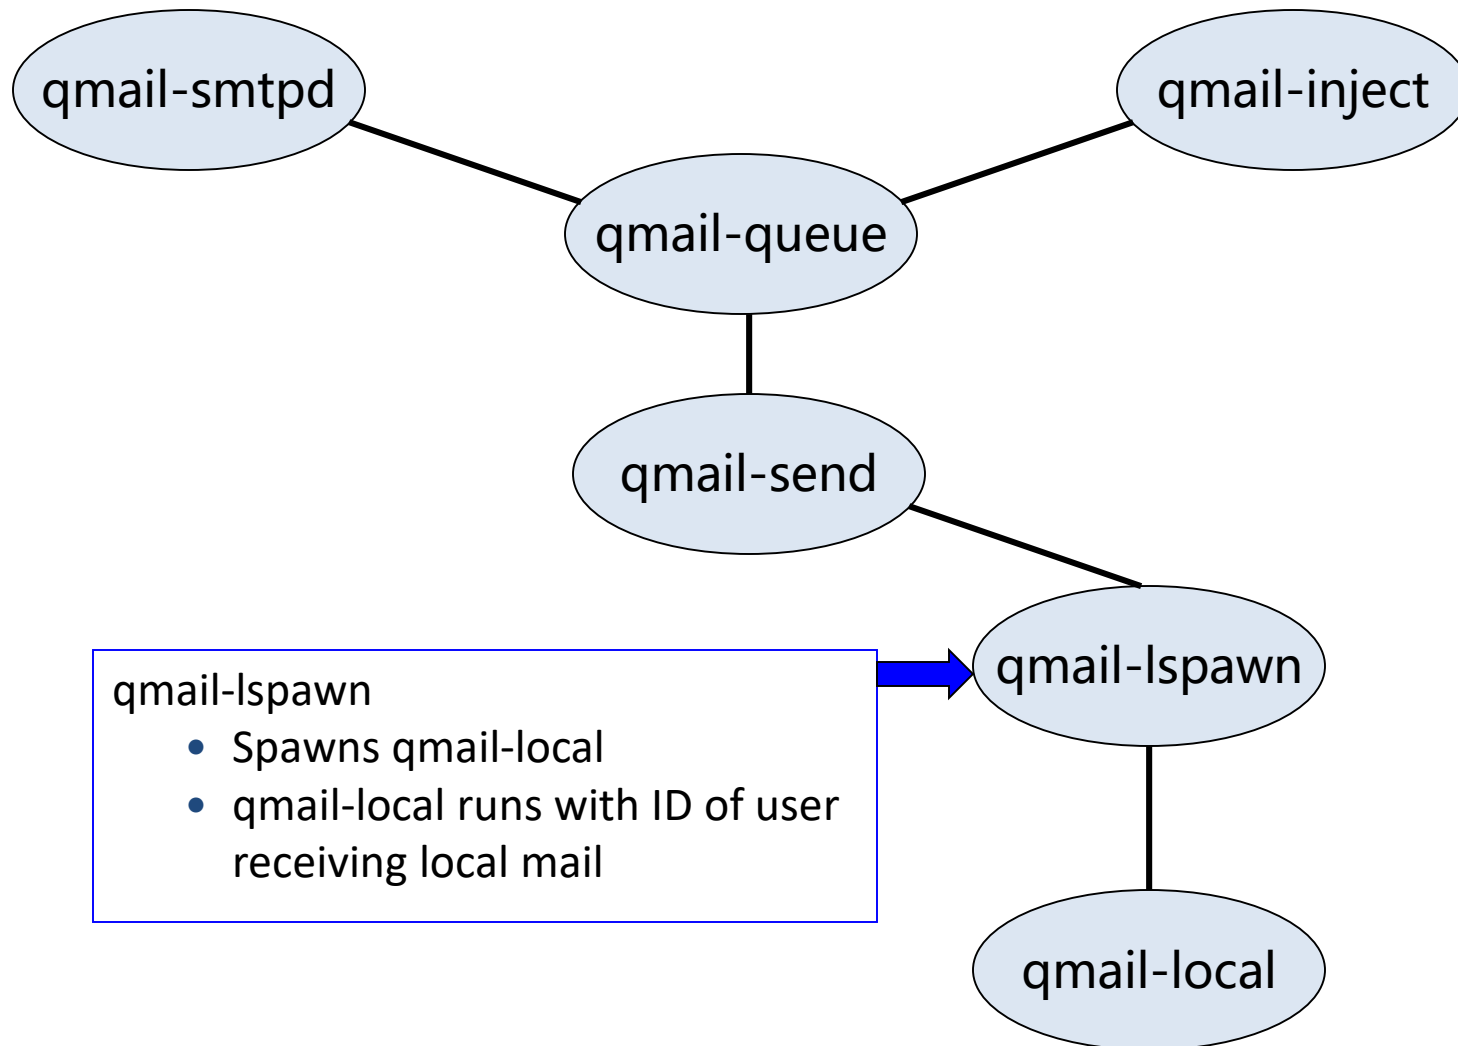 qmail-smtpd
qmail-inject
qmail-queue
qmail-send
qmail-lspawn
qmail-lspawn
• Spawns qmail-local
• qmail-local runs with ID of user
receiving local mail
qmail-local